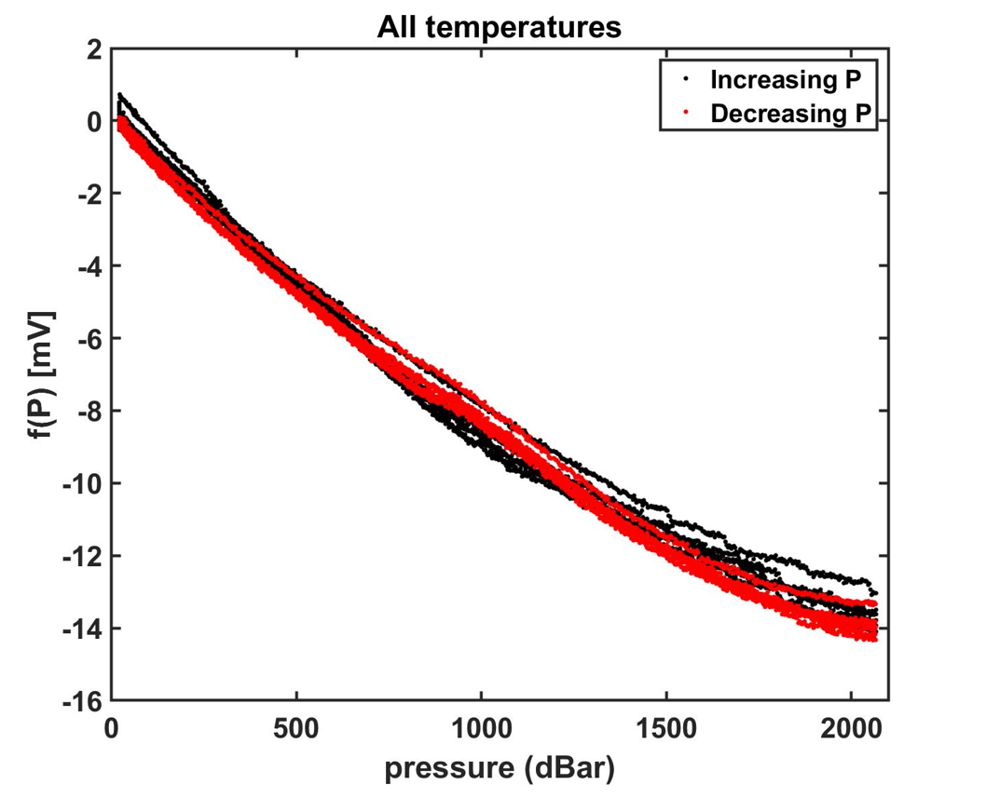 All temperatures
2
0
-2
-4
-6
-8
-10
-12
-14
-16
f(P) [mV]
Increasing P
Decreasing P
0 500 1000 1500 2000
pressure (dBar)